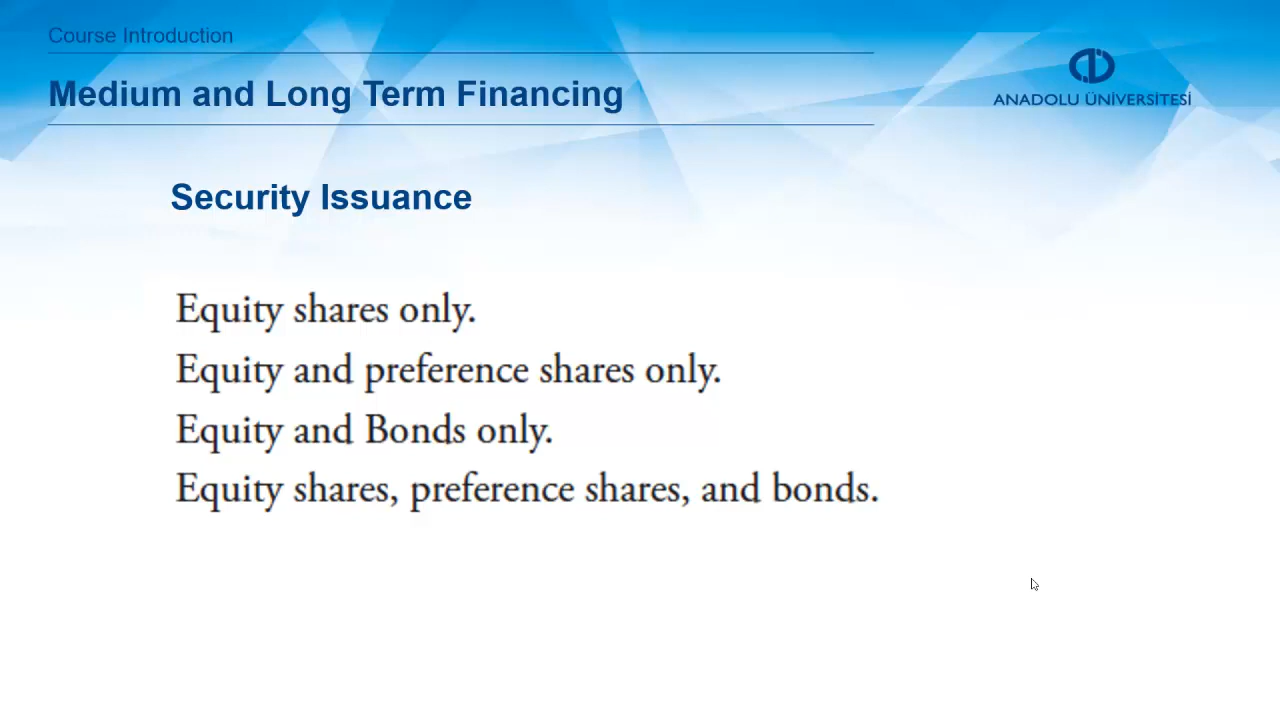 Course Introduction
Medium and Long Term Financing
ANADOLU ÜNİVERSİTESİ
Security Issuance
Equity shares only.
Equity and preference shares only.
Equity and Bonds only.
Equity shares, preference shares, and bonds.